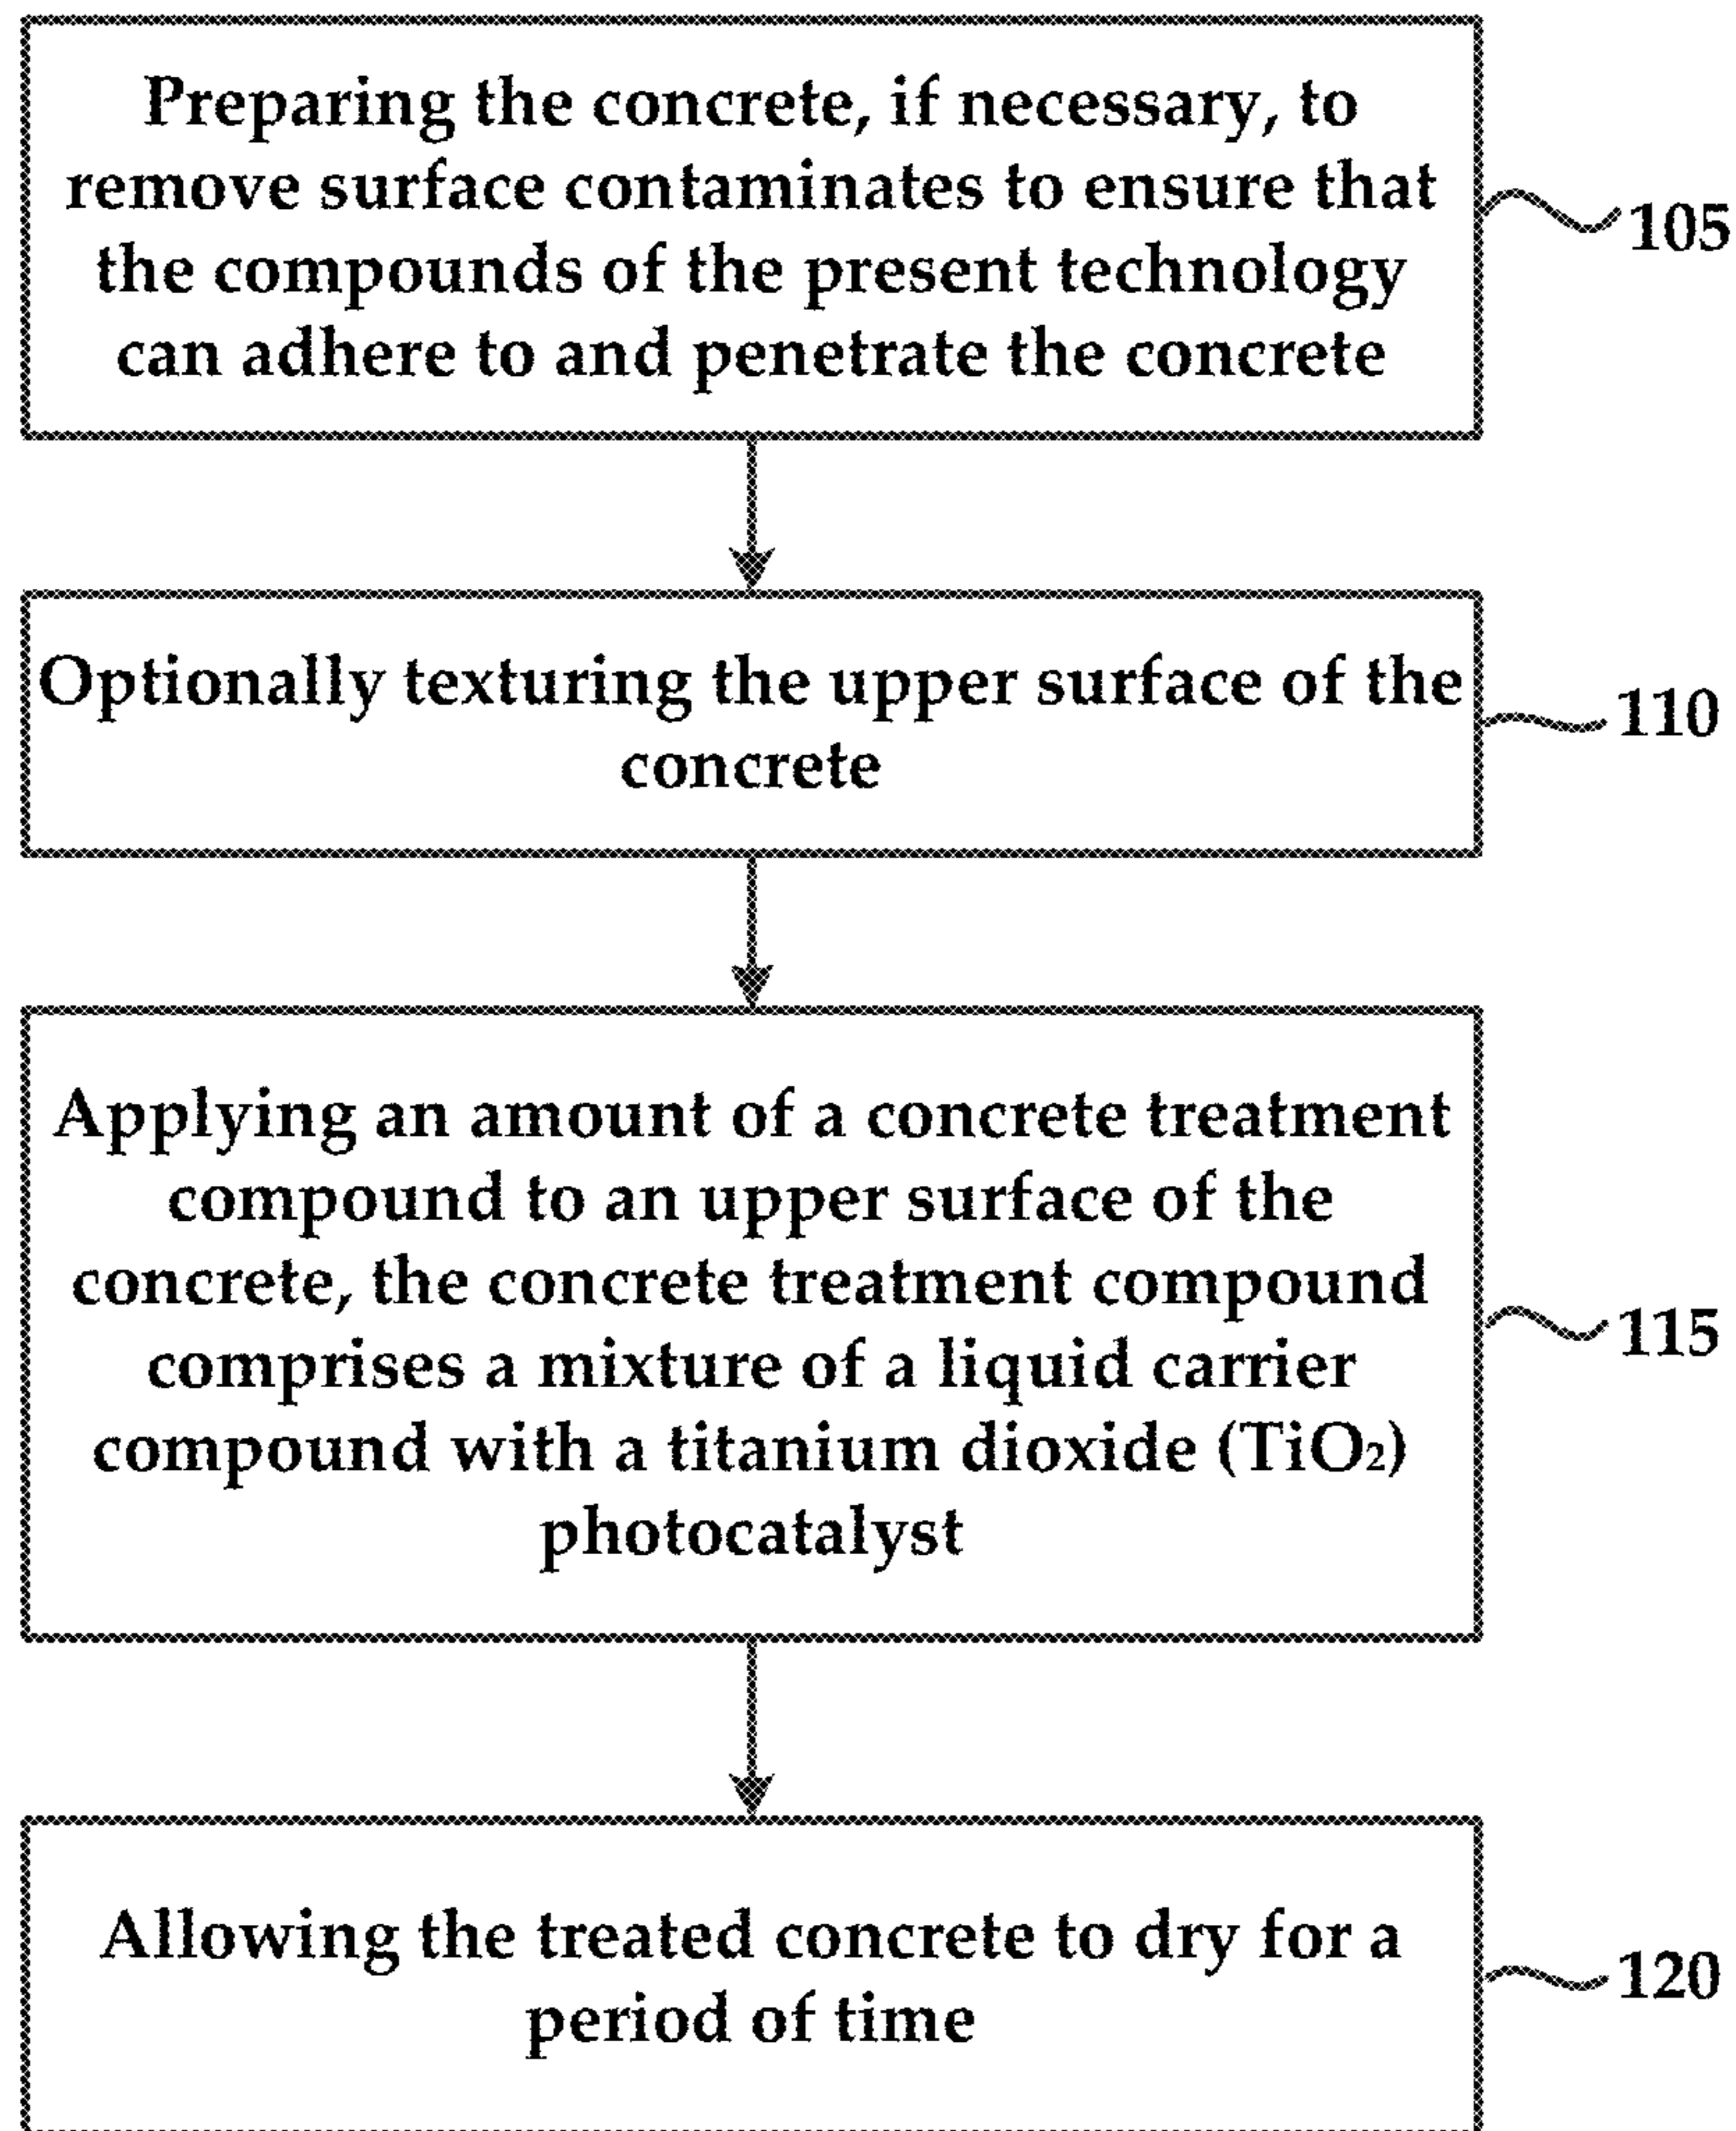 Preparing the concrete, if necessary, to
remove surface contaminates to ensure that
the compounds of the present technology
can adhere to and penetrate the concrete
105
Optionally texturing the upper surface of the
concrete
110
Applying an amount of a concrete treatment
compound to an upper surface of the
concrete, the concrete treatment compound
comprises a mixture of a liquid carrier
compound with a titanium dioxide (TiO₂)
photocatalyst
115
Allowing the treated concrete to dry for a
period of time
120